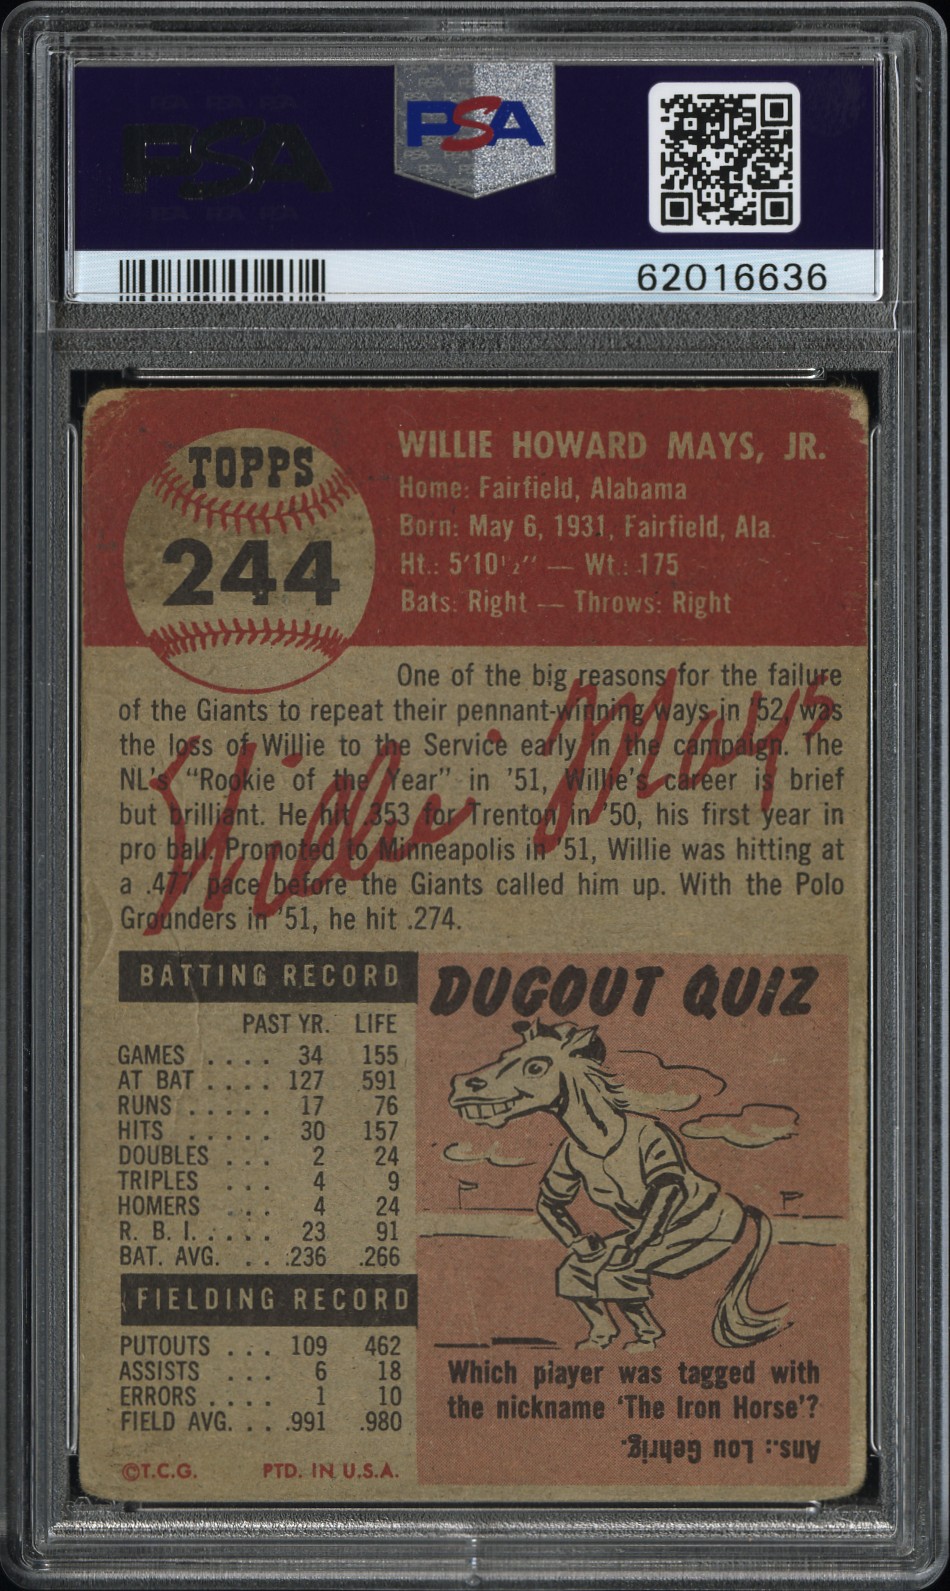 PSA
PSA
62016636
TOPPS
244
WILLIE HOWARD MAYS, JR.
Home: Fairfield, Alabama
Born: May 6, 1931, Fairfield, Ala.
Ht.: 5'10½" — Wt.: 175
Bats: Right — Throws: Right
One of the big reasons for the failure
of the Giants to repeat their pennant-winning ways in '52, was
the loss of Willie to the Service early in the campaign. The
NL's "Rookie of the Year" in '51, Willie's career is brief
but brilliant. He hit .353 for Trenton in '50, his first year in
pro ball. Promoted to Minneapolis in '51, Willie was hitting at
a .477 pace before the Giants called him up. With the Polo
Grounders in '51, he hit .274.
Willie Mays
BATTING RECORD
PAST YR. LIFE
GAMES .... 34 155
AT BAT .... 127 591
RUNS ..... 17 76
HITS ..... 30 157
DOUBLES ... 2 24
TRIPLES ... 4 9
HOMERS ... 4 24
R. B. I. .... 23 91
BAT. AVG. ... .236 .266
FIELDING RECORD
PUTOUTS ... 109 462
ASSISTS ... 6 18
ERRORS .... 1 10
FIELD AVG. ... .991 .980
©T.C.G. PTD. IN U.S.A.
DUGOUT QUIZ
Which player was tagged with
the nickname 'The Iron Horse'?
Ans.: Lou Gehrig.